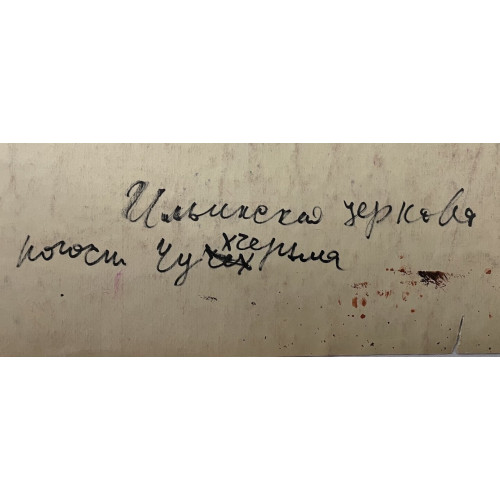 Ильинская церковь
погост Чухчерьма